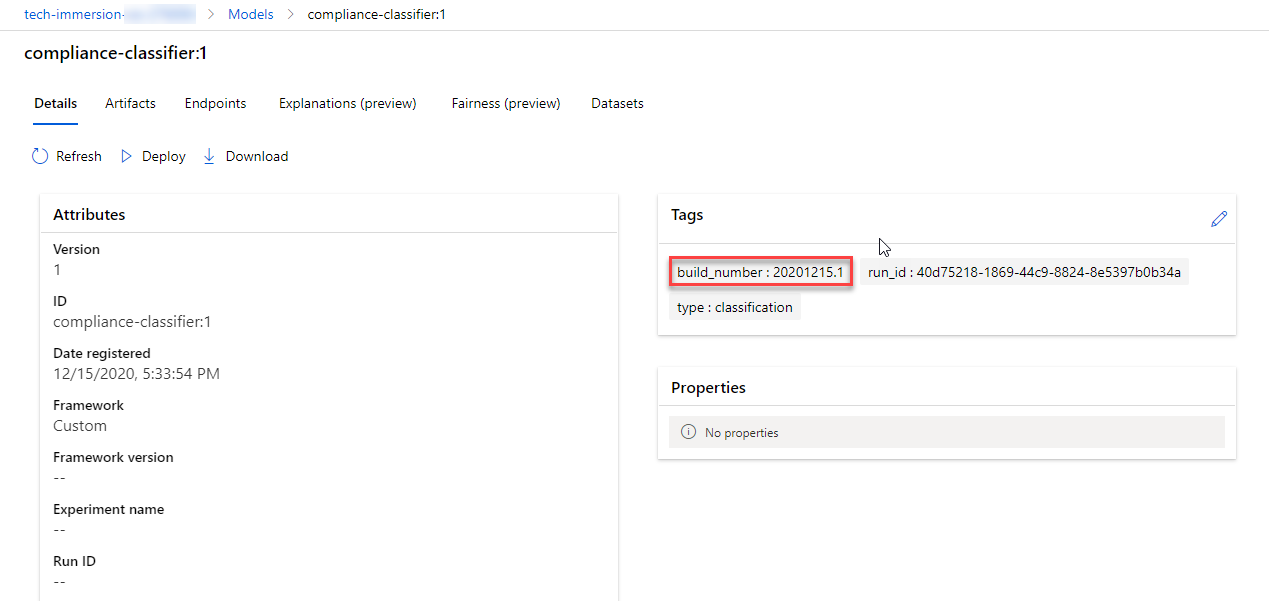 tech-immersion- > Models > compliance-classifier:1
compliance-classifier:1
Details Artifacts Endpoints Explanations (preview) Fairness (preview) Datasets
Refresh Deploy Download
Attributes
Version
1
ID
compliance-classifier:1
Date registered
12/15/2020, 5:33:54 PM
Framework
Custom
Framework version
--
Experiment name
--
Run ID
--
Tags
build_number : 20201215.1 run_id : 40d75218-1869-44c9-8824-8e5397b0b34a
type : classification
Properties
No properties